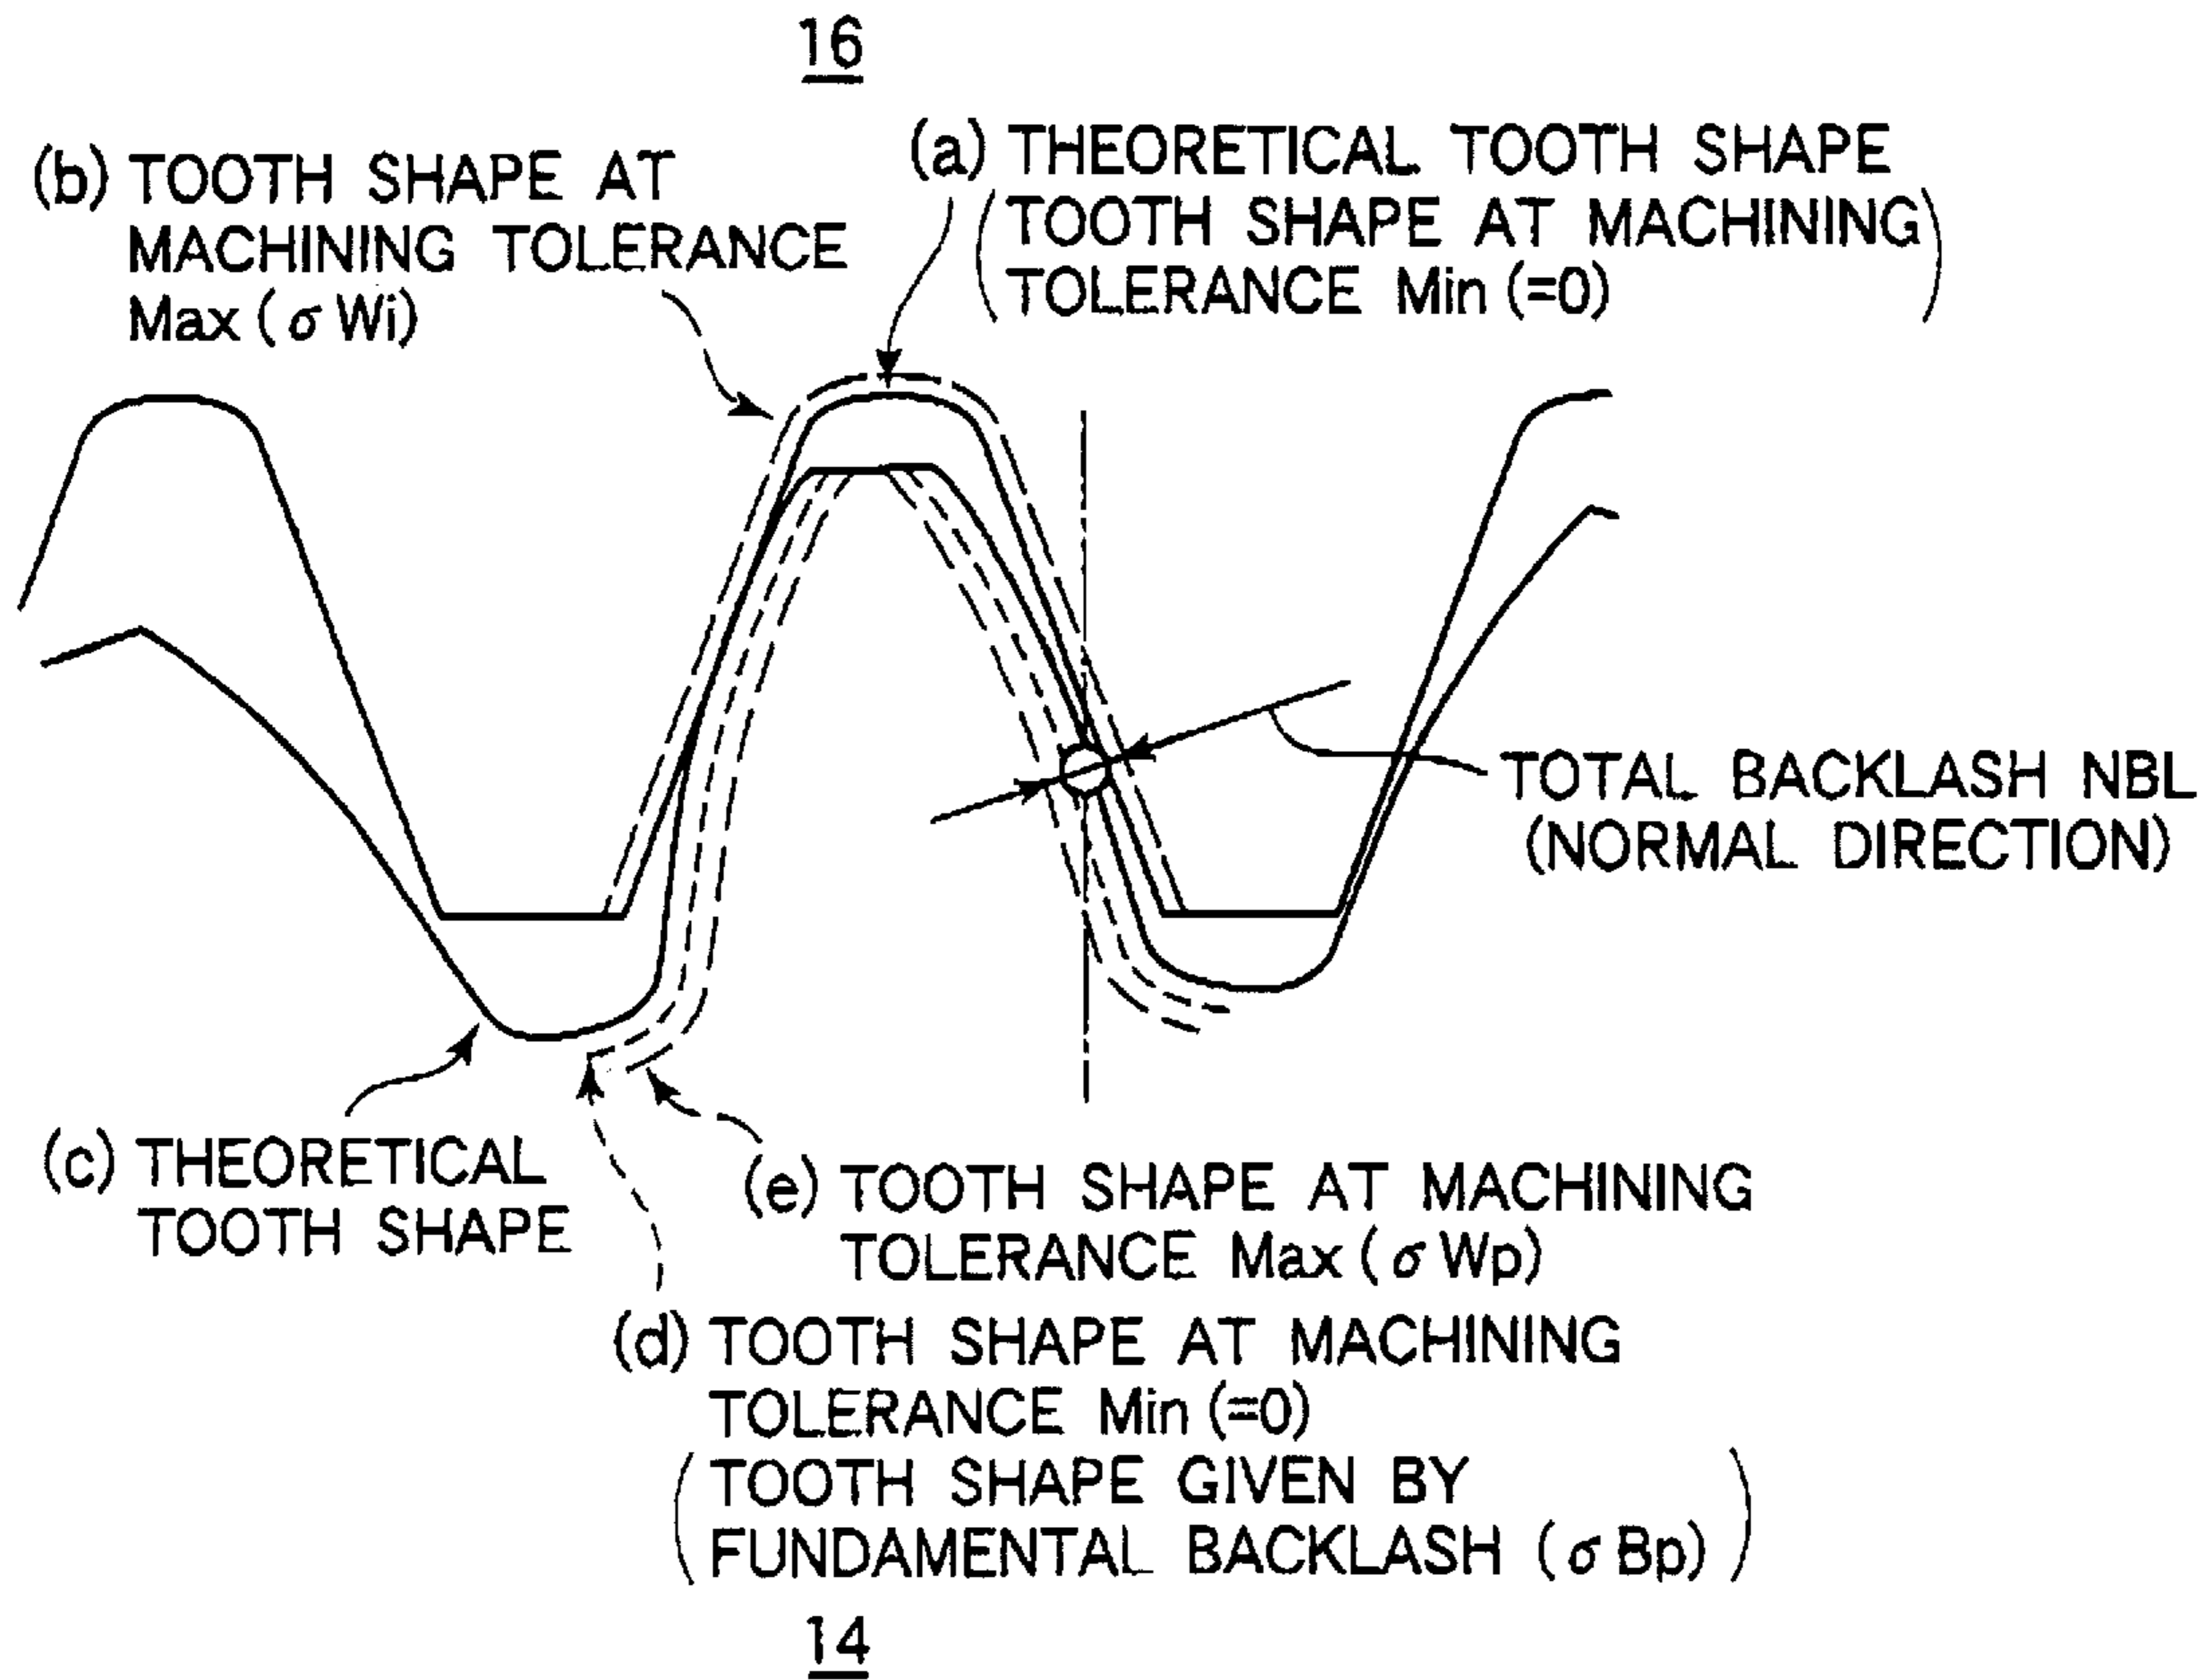 16
(a) THEORETICAL TOOTH SHAPE
(TOOTH SHAPE AT MACHINING
TOLERANCE Min (=0))
(b) TOOTH SHAPE AT
MACHINING TOLERANCE
Max (σ Wi)
TOTAL BACKLASH NBL
(NORMAL DIRECTION)
(c) THEORETICAL
TOOTH SHAPE
(e) TOOTH SHAPE AT MACHINING
TOLERANCE Max (σ Wp)
(d) TOOTH SHAPE AT MACHINING
TOLERANCE Min (=0)
(TOOTH SHAPE GIVEN BY
FUNDAMENTAL BACKLASH (σ Bp))
14